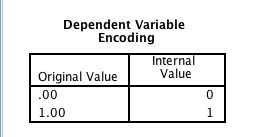 Dependent Variable
Encoding
Internal
Original Value Value
.00 0
1.00 1